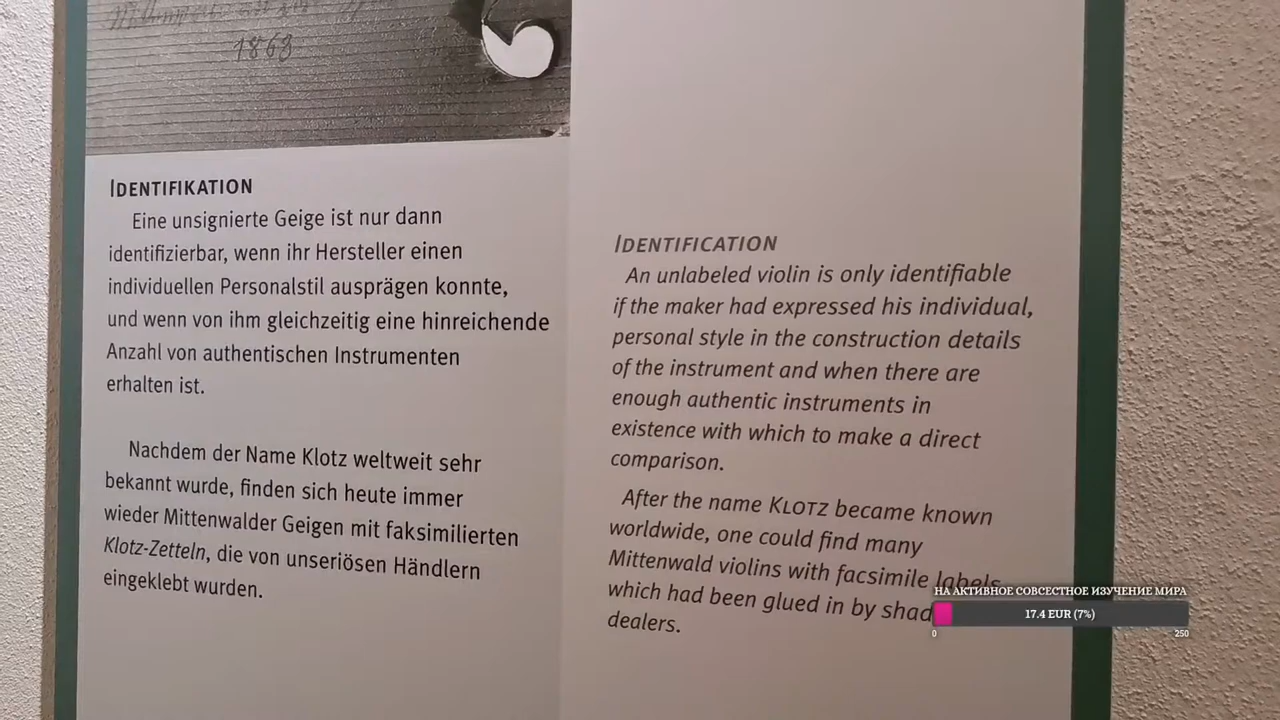 1863
IDENTIFIKATION
Eine unsignierte Geige ist nur dann
identifizierbar, wenn ihr Hersteller einen
individuellen Personalstil ausprägen konnte,
und wenn von ihm gleichzeitig eine hinreichende
Anzahl von authentischen Instrumenten
erhalten ist.
Nachdem der Name Klotz weltweit sehr
bekannt wurde, finden sich heute immer
wieder Mittenwalder Geigen mit faksimilierten
Klotz-Zetteln, die von unseriösen Händlern
eingeklebt wurden.
IDENTIFICATION
An unlabeled violin is only identifiable
if the maker had expressed his individual,
personal style in the construction details
of the instrument and when there are
enough authentic instruments in
existence with which to make a direct
comparison.
After the name KLOTZ became known
worldwide, one could find many
Mittenwald violins with facsimile labels
which had been glued in by shad
dealers.
НА АКТИВНОЕ СОВСЕСТНОЕ ИЗУЧЕНИЕ МИРА
17.4 EUR (7%)
0 250